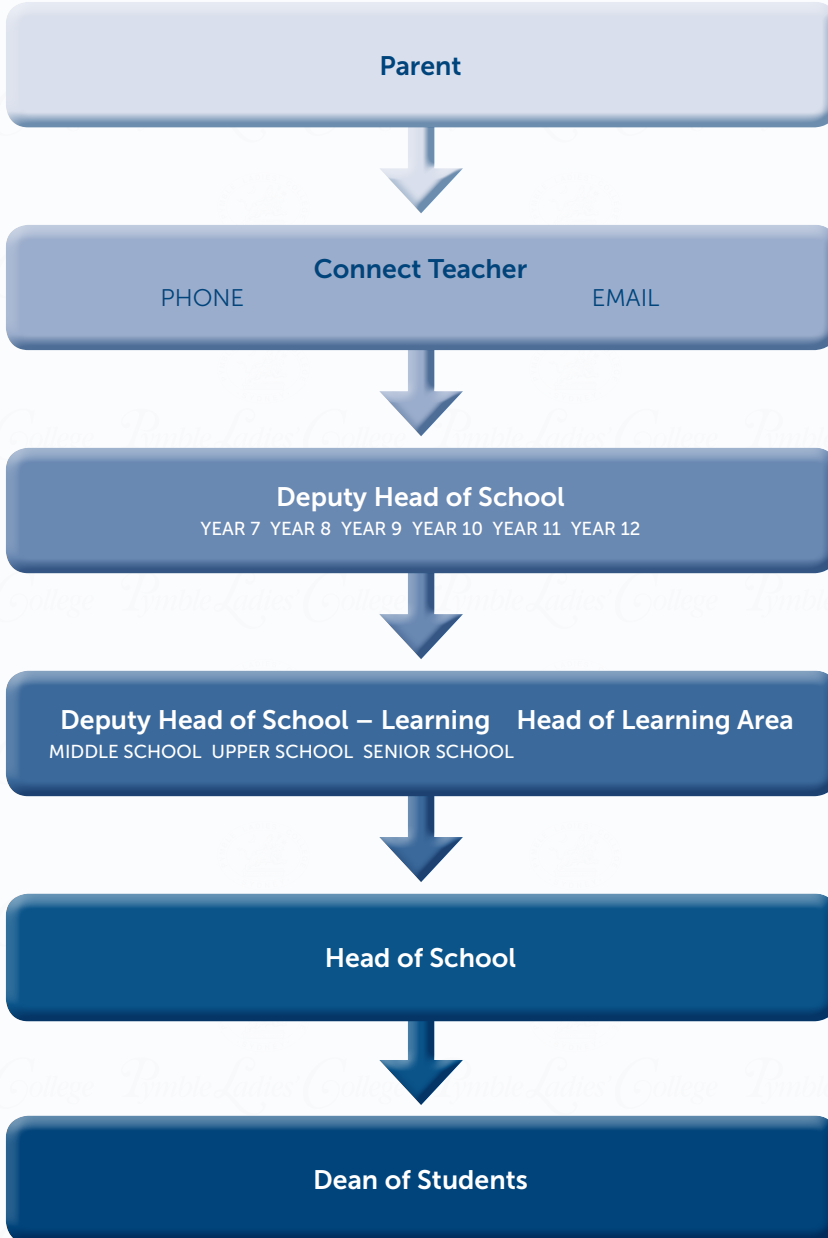 Parent
Connect Teacher
PHONE EMAIL
Deputy Head of School
YEAR 7 YEAR 8 YEAR 9 YEAR 10 YEAR 11 YEAR 12
Deputy Head of School – Learning Head of Learning Area
MIDDLE SCHOOL UPPER SCHOOL SENIOR SCHOOL
Head of School
Dean of Students